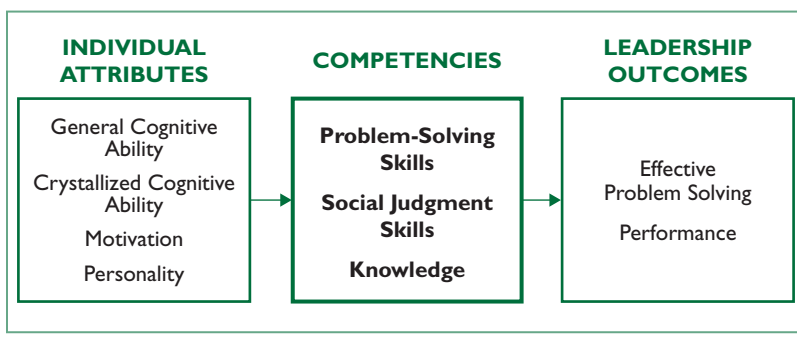 INDIVIDUAL
ATTRIBUTES
General Cognitive
Ability
Crystallized Cognitive
Ability
Motivation
Personality
COMPETENCIES
Problem-Solving
Skills
Social Judgment
Skills
Knowledge
LEADERSHIP
OUTCOMES
Effective
Problem Solving
Performance